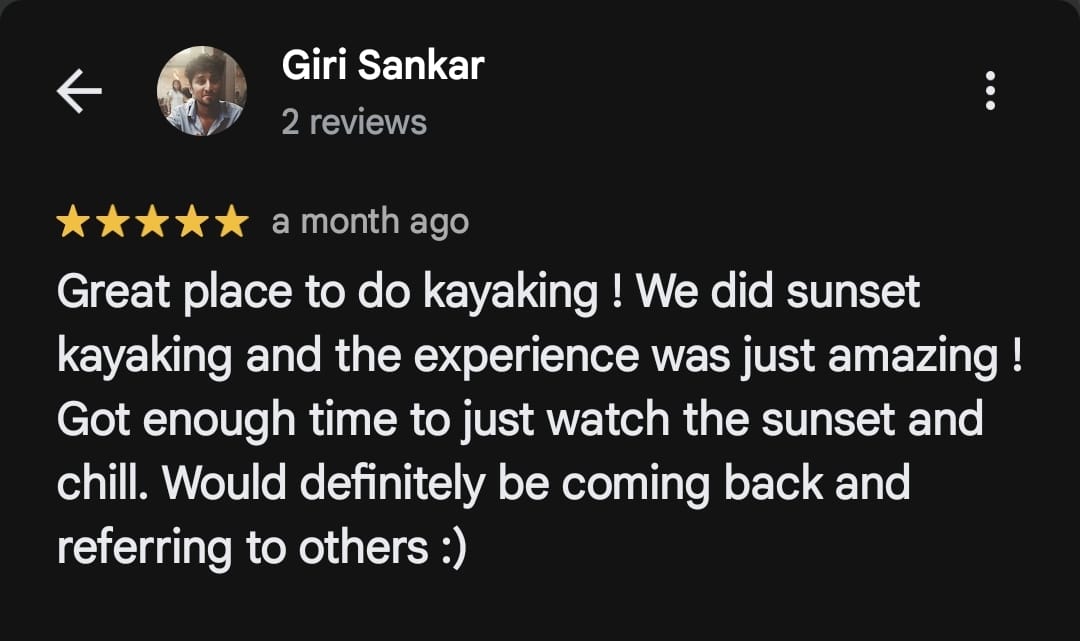 Giri Sankar
2 reviews
a month ago
Great place to do kayaking ! We did sunset
kayaking and the experience was just amazing !
Got enough time to just watch the sunset and
chill. Would definitely be coming back and
referring to others :)